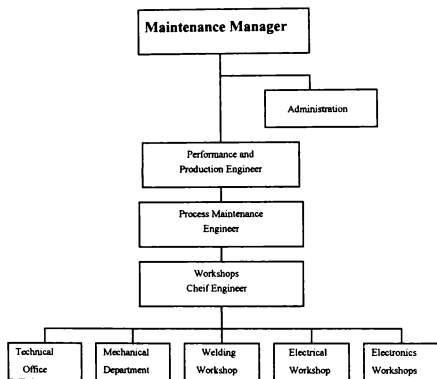 Maintenance Manager
Administration
Performance and
Production Engineer
Process Maintenance
Engineer
Workshops
Cheif Engineer
Technical
Office
Mechanical
Department
Welding
Workshop
Electrical
Workshop
Electronics
Workshops